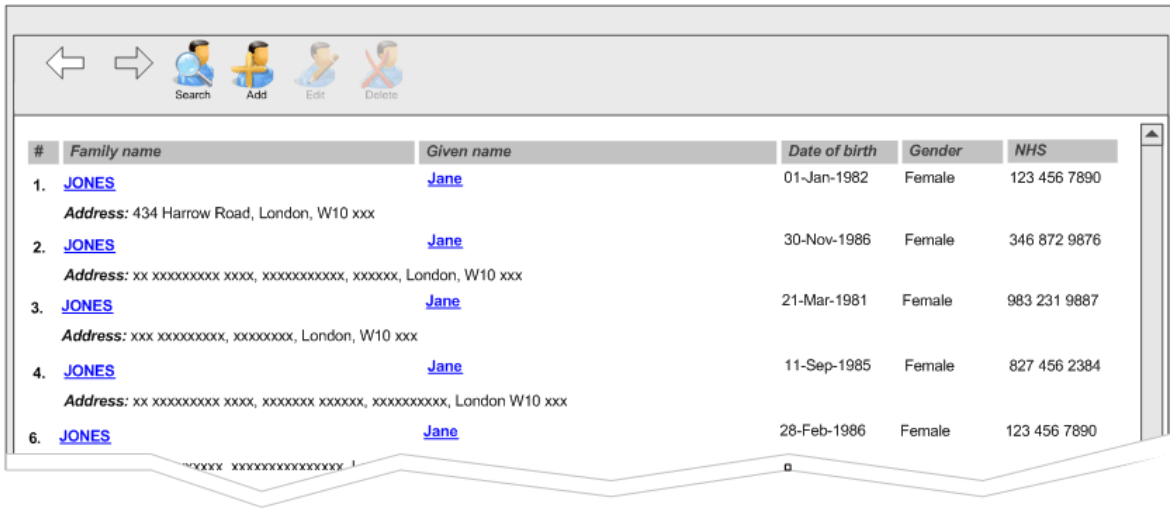 Search Add Edit Delete
# Family name Given name Date of birth Gender NHS
1. JONES Jane 01-Jan-1982 Female 123 456 7890
Address: 434 Harrow Road, London, W10 xxx
2. JONES Jane 30-Nov-1986 Female 346 872 9876
Address: xx xxxxxxxxx xxxx, xxxxxxxxxxx, xxxxxx, London, W10 xxx
3. JONES Jane 21-Mar-1981 Female 983 231 9887
Address: xxx xxxxxxxxx, xxxxxxxx, London, W10 xxx
4. JONES Jane 11-Sep-1985 Female 827 456 2384
Address: xx xxxxxxxxx xxxx, xxxxxxx xxxxxx, xxxxxxxxxx, London W10 xxx
6. JONES Jane 28-Feb-1986 Female 123 456 7890